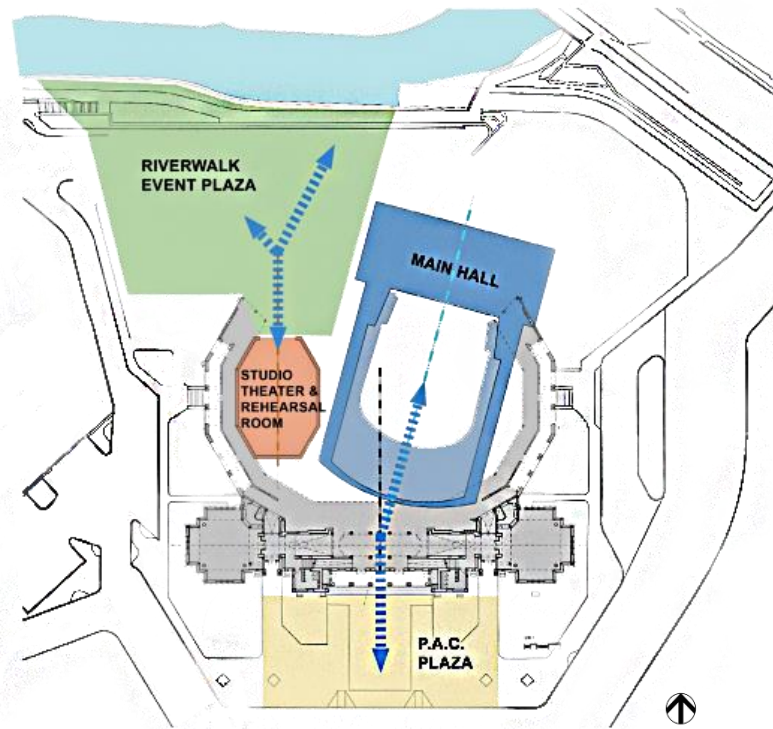 RIVERWALK
EVENT PLAZA
MAIN HALL
STUDIO
THEATER &
REHEARSAL
ROOM
P.A.C.
PLAZA